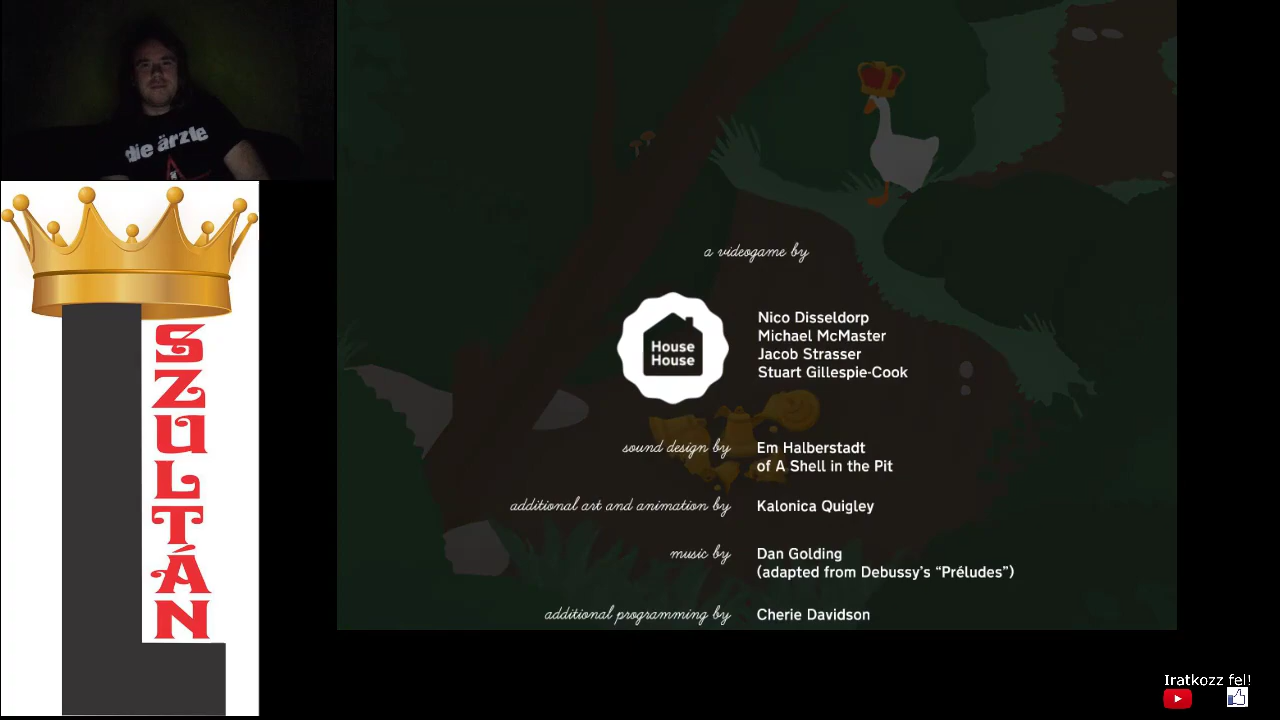 die ärzte
SZULTÁN
a videogame by
House
House
Nico Disseldorp
Michael McMaster
Jacob Strasser
Stuart Gillespie-Cook
sound design by
Em Halberstadt
of A Shell in the Pit
additional art and animation by
Kalonica Quigley
music by
Dan Golding
(adapted from Debussy's “Préludes”)
additional programming by
Cherie Davidson
Iratkozz fel!